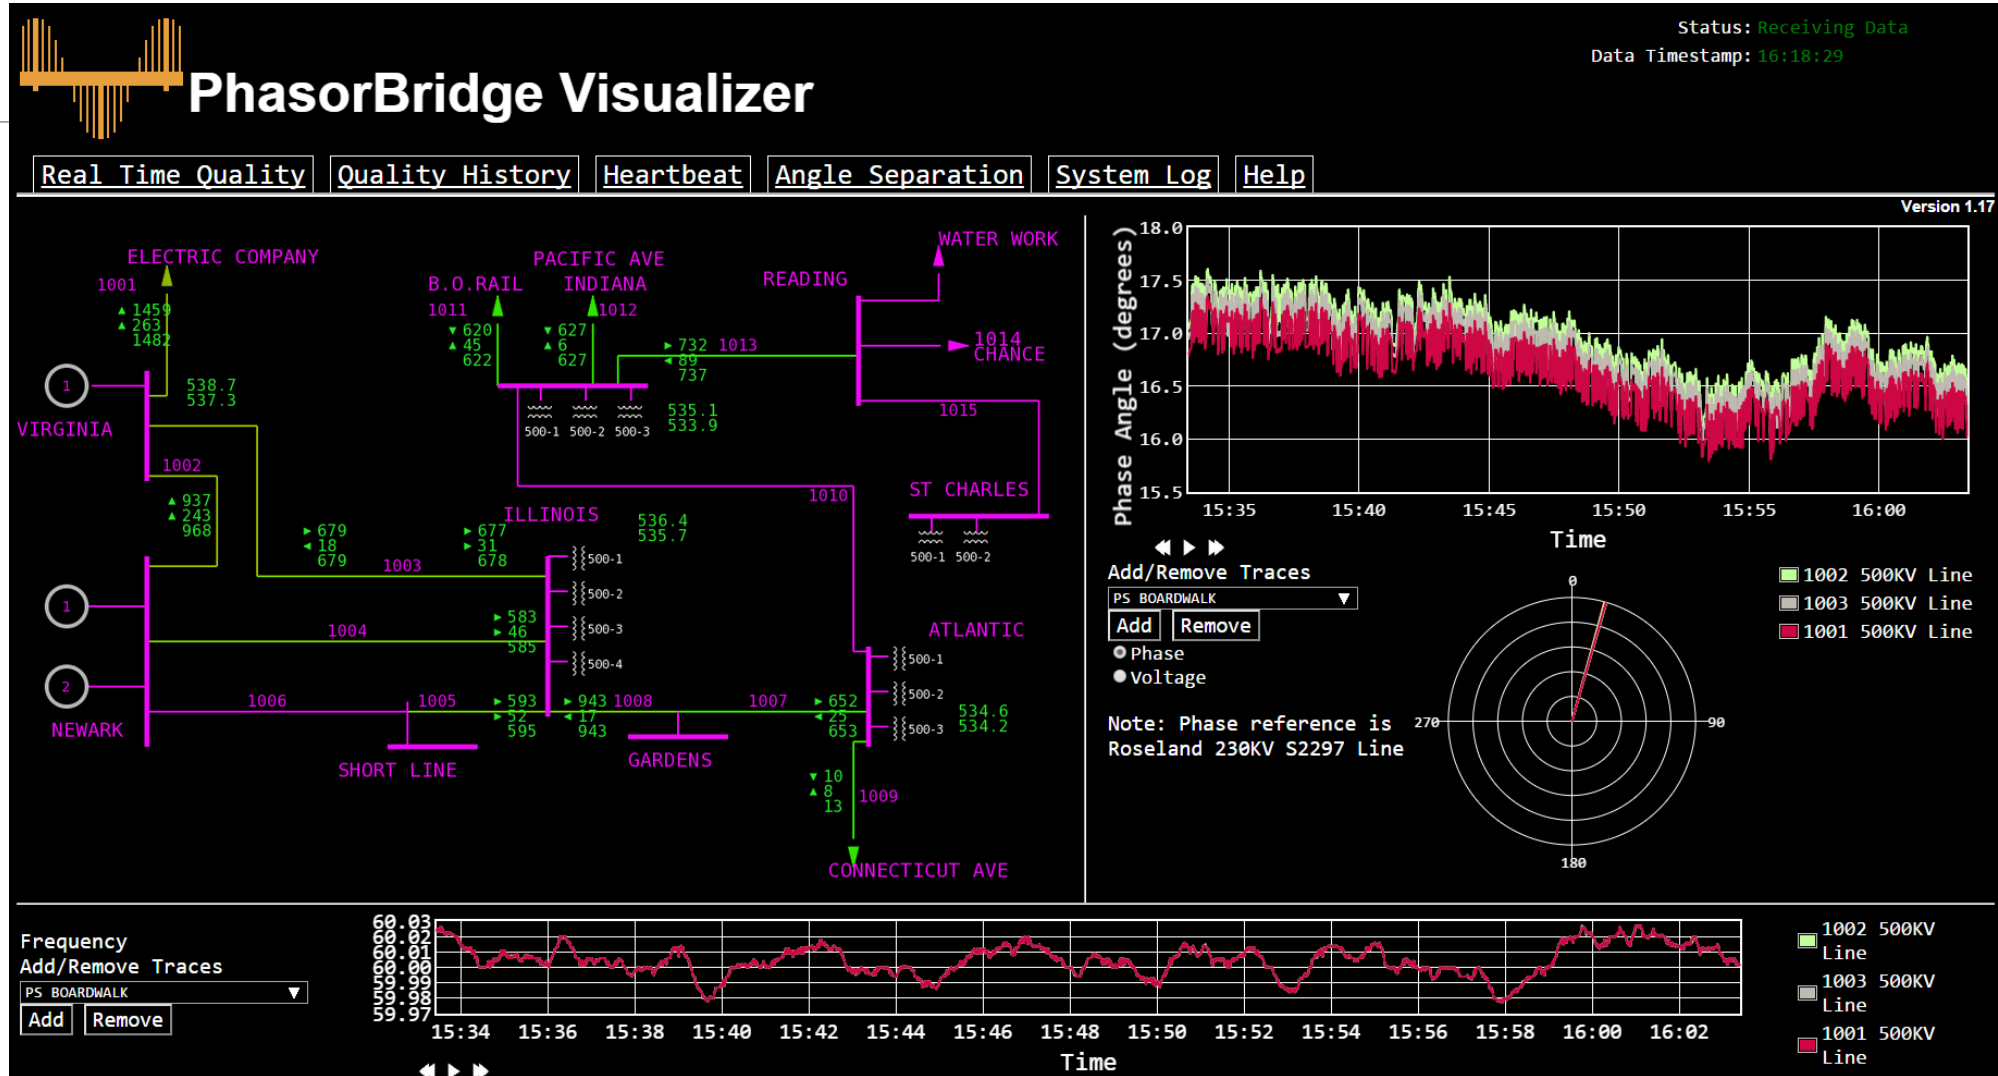 Status: Receiving Data
Data Timestamp: 16:18:29
PhasorBridge Visualizer
Real Time Quality
Quality History
Heartbeat
Angle Separation
System Log
Help
Version 1.17
ELECTRIC COMPANY
1001
▲ 1459
▲ 263
1482
1
538.7
537.3
VIRGINIA
1002
▲ 937
▲ 243
968
PACIFIC AVE
B.O.RAIL
INDIANA
1011
1012
▼ 620
▲ 45
622
▼ 627
▲ 6
627
► 732
◄ 89
737
1013
500-1
500-2
500-3
535.1
533.9
WATER WORK
READING
1014
CHANCE
1015
1010
ST CHARLES
500-1
500-2
ILLINOIS
536.4
535.7
► 679
◄ 18
679
► 677
► 31
678
1003
500-1
500-2
500-3
500-4
1
1004
► 583
► 46
585
2
NEWARK
1006
1005
► 593
► 52
595
► 943
◄ 17
943
1008
1007
► 652
◄ 25
653
SHORT LINE
GARDENS
ATLANTIC
500-1
500-2
500-3
534.6
534.2
▼ 10
▲ 8
13
1009
CONNECTICUT AVE
Phase Angle (degrees)
18.0
17.5
17.0
16.5
16.0
15.5
15:35
15:40
15:45
15:50
15:55
16:00
Time
Add/Remove Traces
PS BOARDWALK
Add
Remove
Phase
Voltage
Note: Phase reference is
Roseland 230KV S2297 Line
0
90
180
270
1002 500KV Line
1003 500KV Line
1001 500KV Line
Frequency
Add/Remove Traces
PS BOARDWALK
Add
Remove
60.03
60.02
60.01
60.00
59.99
59.98
59.97
15:34
15:36
15:38
15:40
15:42
15:44
15:46
15:48
15:50
15:52
15:54
15:56
15:58
16:00
16:02
Time
1002 500KV
Line
1003 500KV
Line
1001 500KV
Line